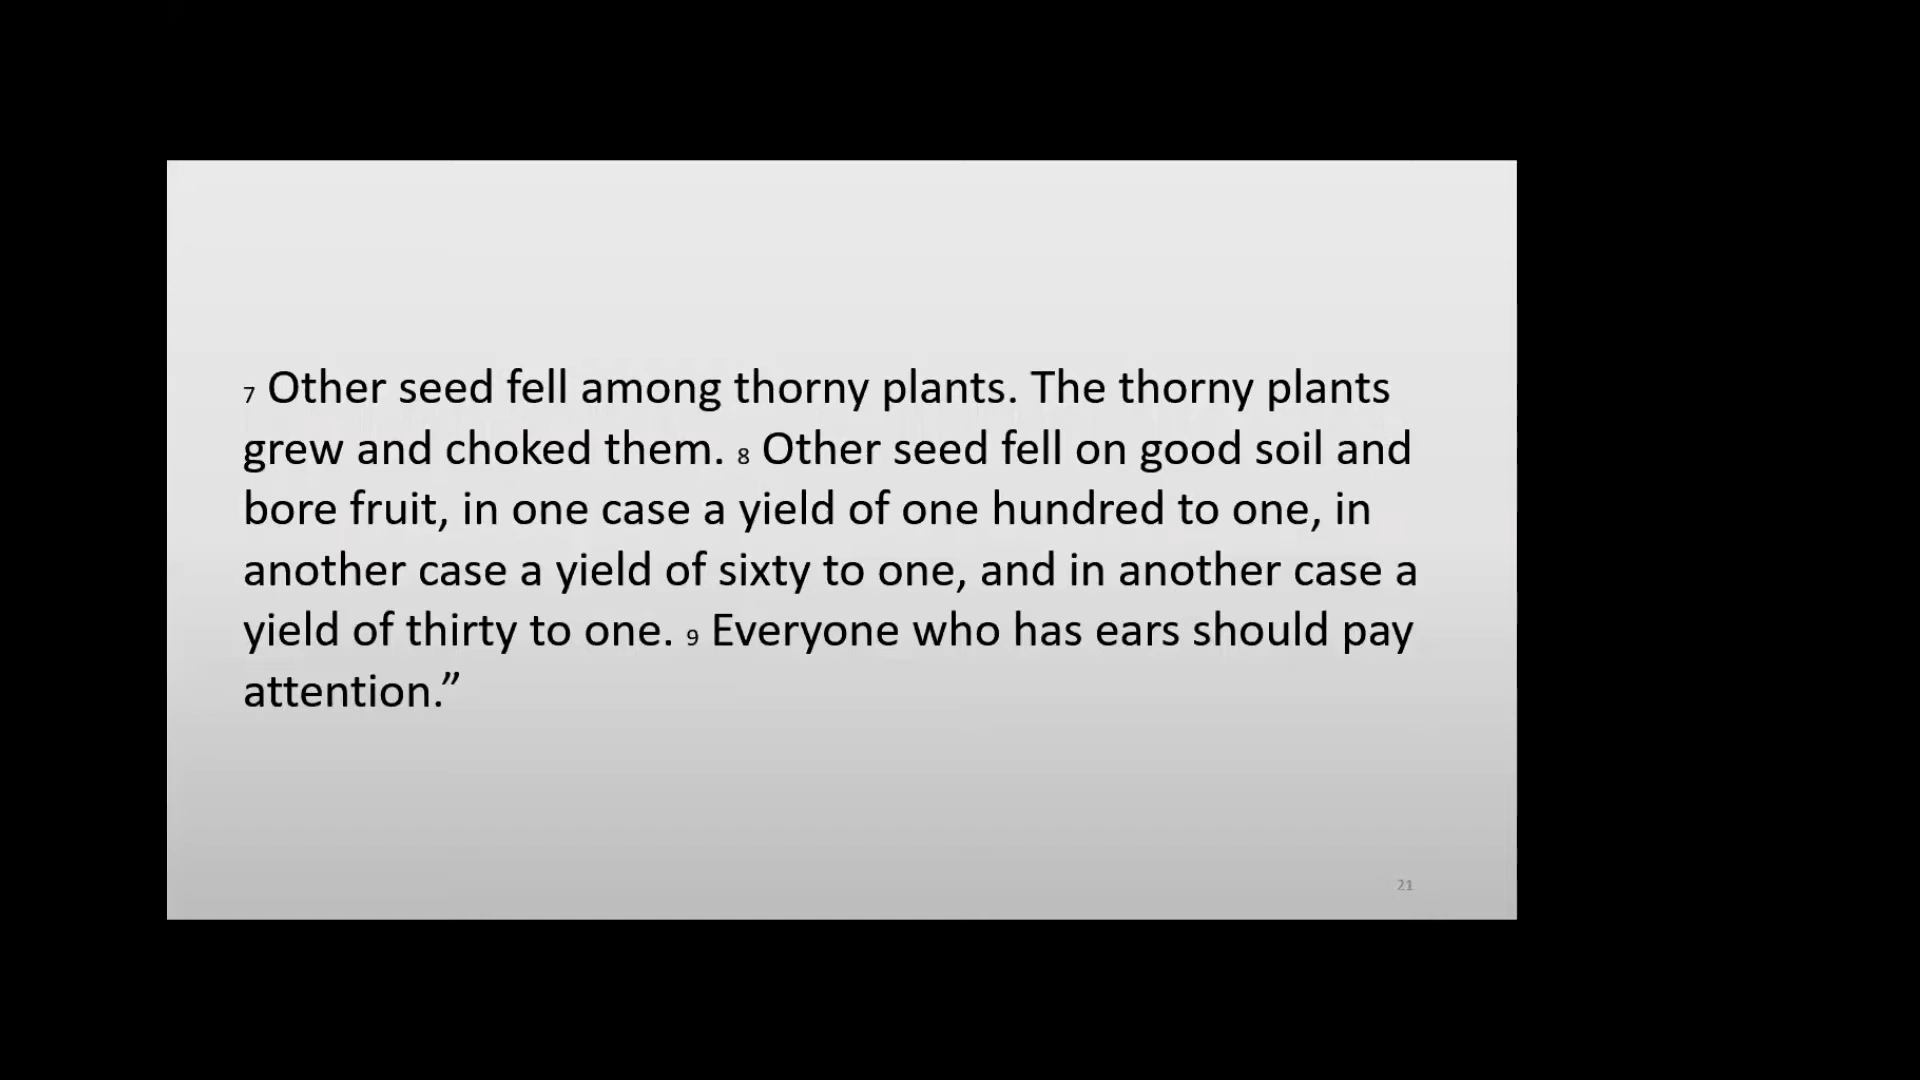 7 Other seed fell among thorny plants. The thorny plants
grew and choked them. 8 Other seed fell on good soil and
bore fruit, in one case a yield of one hundred to one, in
another case a yield of sixty to one, and in another case a
yield of thirty to one. 9 Everyone who has ears should pay
attention.”
21